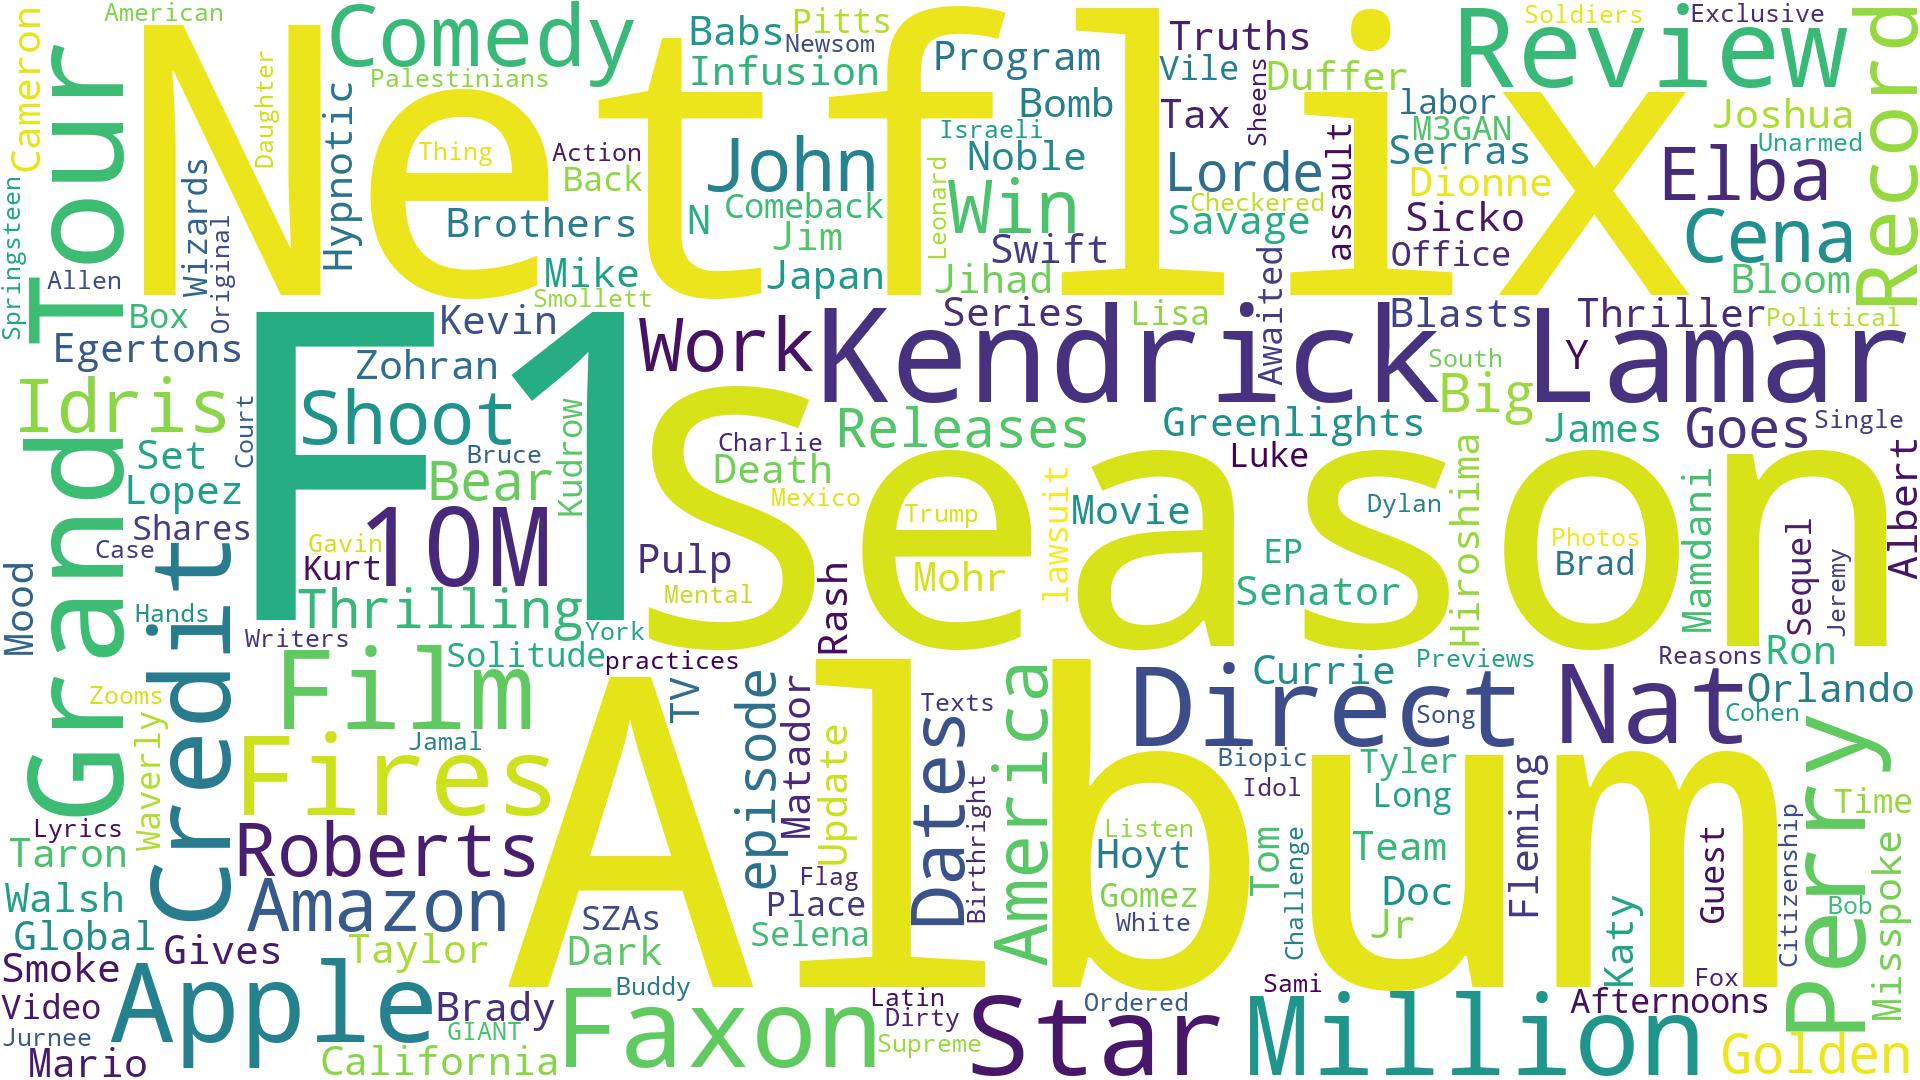 American
Cameron
Tour
Netflix
Comedy
Palestinians
Daughter
Hypnotic
Babs
Pitts
Newsom
Infusion
Program
Truths
Vile
Sheens
Duffer
Review
Soldiers
Exclusive
Record
Bomb
Tax
labor
M3GAN
Joshua
Unarmed
Thing
Action
Back
John
Israeli
Noble
Lorde
assault
Serras
Dionne
Elba
Wizards
Original
Brothers
N
Comeback
Jim
Leonard
Win
Swift
Checkered
Savage
Sicko
Office
Cena
Springsteen
Allen
Mike
Japan
Jihad
Awaited
Bloom
Box
Smollett
Kevin
Series
Lisa
Blasts
Thriller
Political
Egertons
F1
Zohran
Work
Kendrick
Lamar
Y
South
Big
Idris
Court
Shoot
Kudrow
Releases
Greenlights
James
Goes
Single
Grand
Set
Lopez
Bruce
Bear
Season
Charlie
Death
Mexico
Luke
Hiroshima
Albert
Shares
Case
10M
Trump
lawsuit
Movie
Dylan
Photos
Brad
Mamdani
Sequel
Jeremy
Mood
Credit
Gavin
Kurt
Pulp
Mental
Rash
Mohr
EP
Senator
Hands
Thrilling
York
Writers
Solitude
practices
Film
Currie
Previews
Reasons
Ron
Zooms
Waverly
TV
Album
episode
Matador
Texts
Dates
America
Direct
Song
Nat
Orlando
Cohen
Perry
Fires
Jamal
Update
Birthright
Biopic
Idol
Tyler
Long
Fleming
Time
Lyrics
Taron
Roberts
Listen
Hoyt
Tom
Challenge
Team
Guest
Citizenship
Misspoke
Walsh
Amazon
Flag
Place
Gomez
White
Doc
Jr
Katy
Bob
Global
Gives
Taylor
SZAs
Dark
Selena
Smoke
Apple
Buddy
Latin
Ordered
Sami
Fox
Video
Brady
Faxon
Dirty
Star
Million
Afternoons
Jurnee
GIANT
Supreme
Mario
California
Golden